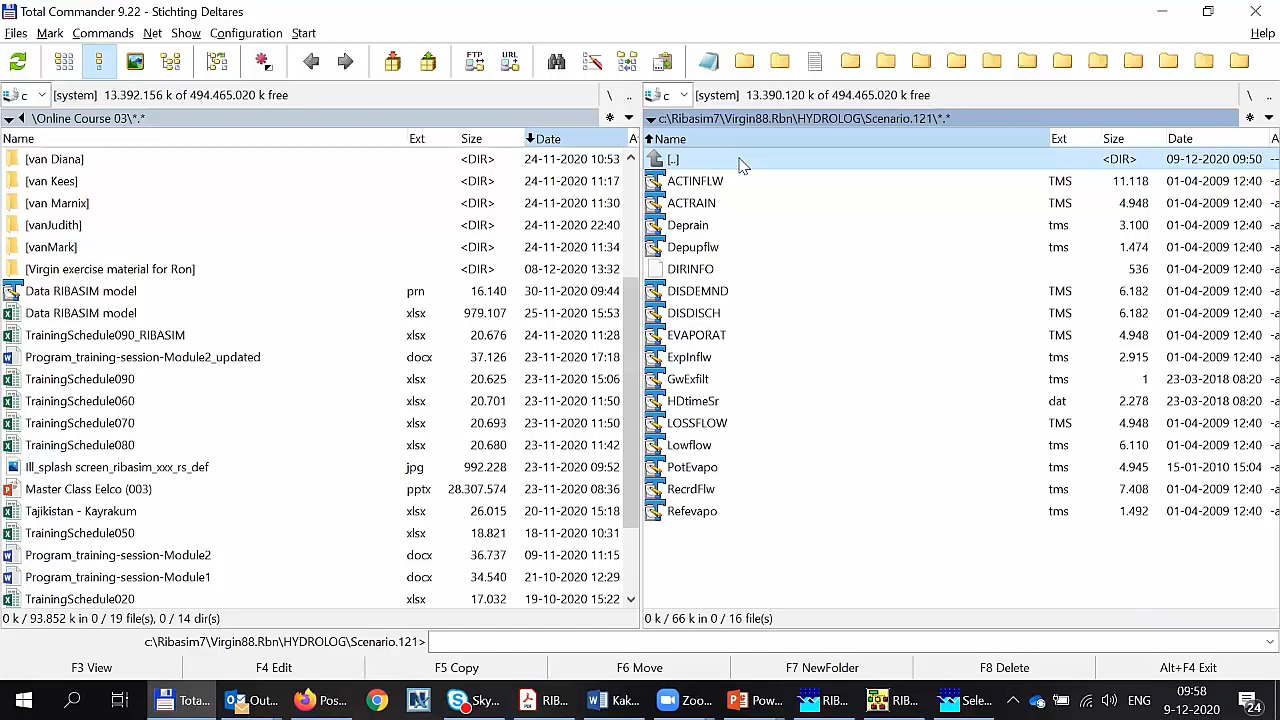 Total Commander 9.22 - Stichting Deltares
Files Mark Commands Net Show Configuration Start Help
FTP URL
c [system] 13.392.156 k of 494.465.020 k free \ ..
\Online Course 03\*.* *
Name Ext Size Date A
[van Diana] <DIR> 24-11-2020 10:53
[van Kees] <DIR> 24-11-2020 11:17
[van Marnix] <DIR> 24-11-2020 11:30
[vanJudith] <DIR> 24-11-2020 22:40
[vanMark] <DIR> 24-11-2020 11:34
[Virgin exercise material for Ron] <DIR> 08-12-2020 13:32
Data RIBASIM model prn 16.140 30-11-2020 09:44
Data RIBASIM model xlsx 979.107 25-11-2020 15:53
TrainingSchedule090_RIBASIM xlsx 20.676 24-11-2020 11:28
Program_training-session-Module2_updated docx 37.126 23-11-2020 17:18
TrainingSchedule090 xlsx 20.625 23-11-2020 15:06
TrainingSchedule060 xlsx 20.701 23-11-2020 11:50
TrainingSchedule070 xlsx 20.693 23-11-2020 11:50
TrainingSchedule080 xlsx 20.680 23-11-2020 11:42
Ill_splash screen_ribasim_xxx_rs_def jpg 992.228 23-11-2020 09:52
Master Class Eelco (003) pptx 28.307.574 23-11-2020 08:36
Tajikistan - Kayrakum xlsx 26.015 20-11-2020 15:18
TrainingSchedule050 xlsx 18.821 18-11-2020 10:31
Program_training-session-Module2 docx 36.737 09-11-2020 11:15
Program_training-session-Module1 docx 34.540 21-10-2020 12:29
TrainingSchedule020 xlsx 17.032 19-10-2020 15:22
0 k / 93.852 k in 0 / 19 file(s), 0 / 14 dir(s)
c [system] 13.390.120 k of 494.465.020 k free \ ..
c:\Ribasim7\Virgin88.Rbn\HYDROLOG\Scenario.121\*.* *
Name Ext Size Date A
[..] <DIR> 09-12-2020 09:50 --
ACTINFLW TMS 11.118 01-04-2009 12:40 -a
ACTRAIN TMS 4.948 01-04-2009 12:40 -a
Deprain tms 3.100 01-04-2009 12:40 -a
Depupflw tms 1.474 01-04-2009 12:40 -a
DIRINFO 536 01-04-2009 12:40 -a
DISDEMND TMS 6.182 01-04-2009 12:40 -a
DISDISCH TMS 6.182 01-04-2009 12:40 -a
EVAPORAT TMS 4.948 01-04-2009 12:40 -a
ExpInflw tms 2.915 01-04-2009 12:40 -a
GwExfilt tms 1 23-03-2018 08:20 -a
HDtimeSr dat 2.278 23-03-2018 08:20 -a
LOSSFLOW TMS 4.948 01-04-2009 12:40 -a
Lowflow tms 6.110 01-04-2009 12:40 -a
PotEvapo tms 4.945 15-01-2010 15:04 -a
RecrdFlw tms 7.408 01-04-2009 12:40 -a
Refevapo tms 1.492 01-04-2009 12:40 -a
0 k / 66 k in 0 / 16 file(s)
c:\Ribasim7\Virgin88.Rbn\HYDROLOG\Scenario.121>
F3 View F4 Edit F5 Copy F6 Move F7 NewFolder F8 Delete Alt+F4 Exit
Tota... Out... Pos... Sky... RIB... Kak... Zoo... Pow... RIB... RIB... Sele... ENG 09:58
9-12-2020 24